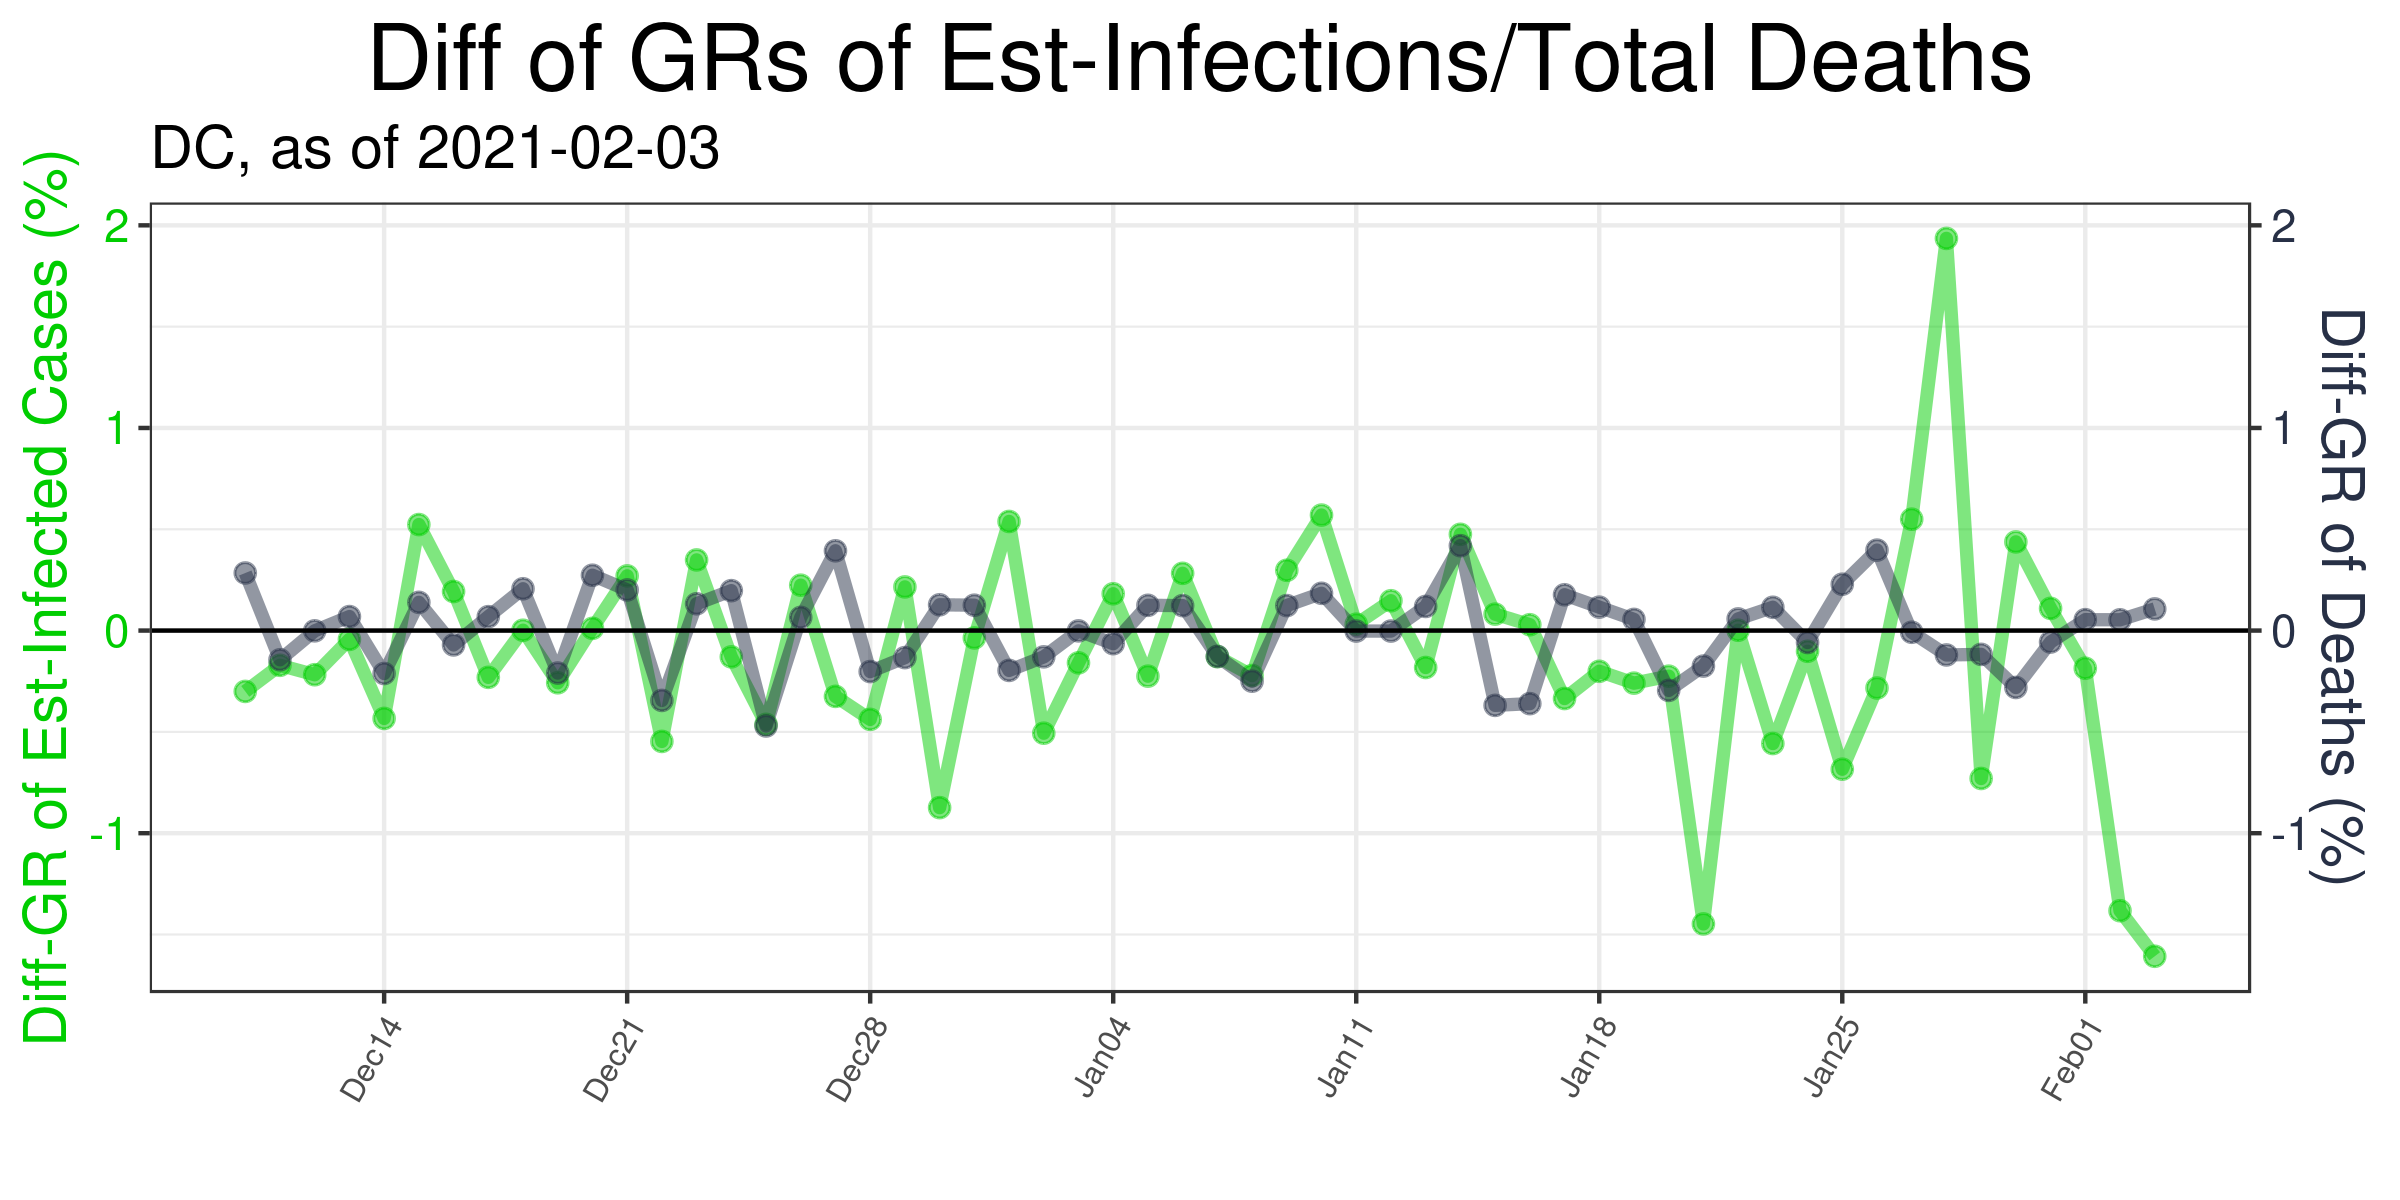 Diff of GRs of Est-Infections/Total Deaths
DC, as of 2021-02-03
Diff-GR of Est-Infected Cases (%)
2
1
0
-1
2
1
0
-1
Diff-GR of Deaths (%)
Dec14
Dec21
Dec28
Jan04
Jan11
Jan18
Jan25
Feb01